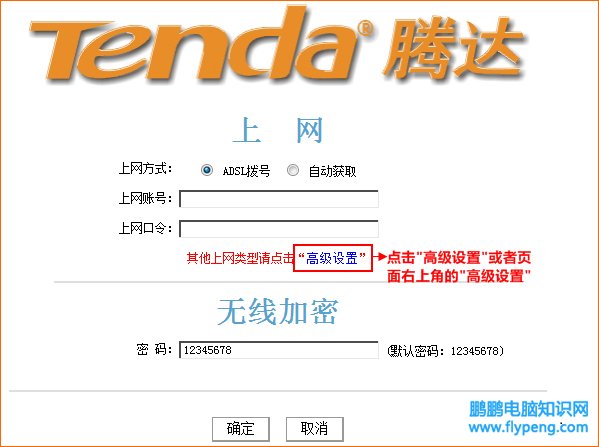 Tenda® 腾达
上 网
上网方式： ADSL拨号 自动获取
上网账号：
上网口令：
其他上网类型请点击“高级设置”
点击"高级设置"或者页
面右上角的"高级设置"
无线加密
密 码： 12345678 (默认密码：12345678)
确定 取消
鹏鹏电脑知识网
www.flypeng.com